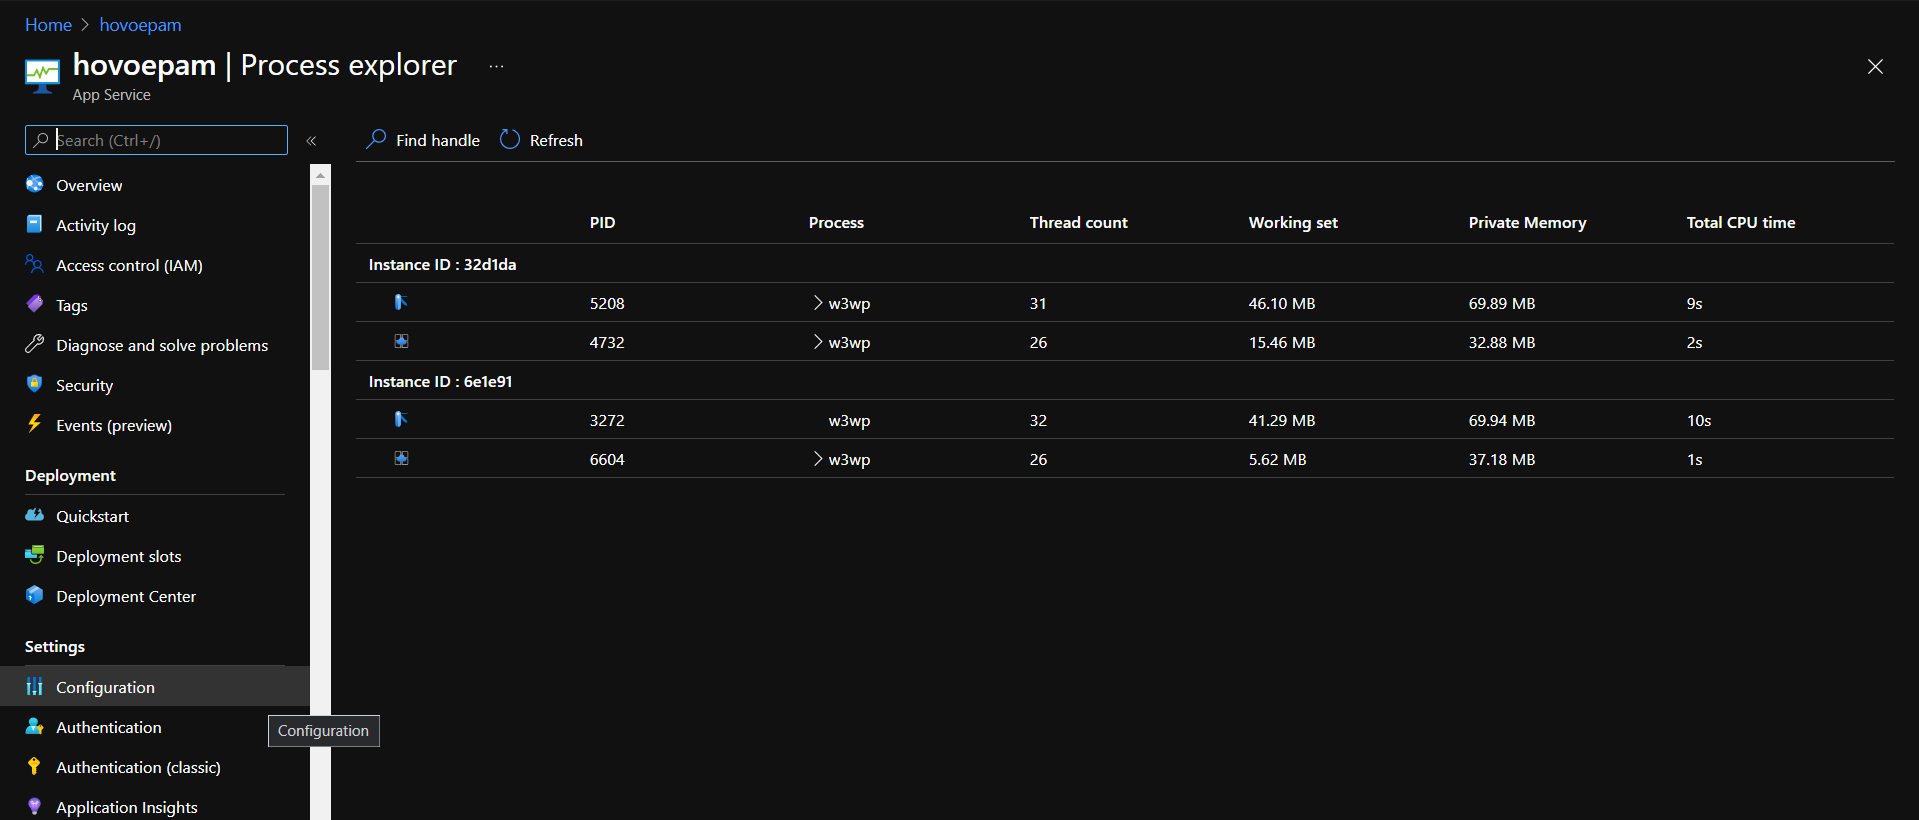 Home > hovoepam
hovoepam | Process explorer ...
App Service
Search (Ctrl+/) «
Overview
Activity log
Access control (IAM)
Tags
Diagnose and solve problems
Security
Events (preview)
Deployment
Quickstart
Deployment slots
Deployment Center
Settings
Configuration
Configuration
Authentication
Authentication (classic)
Application Insights
Find handle Refresh
PID Process Thread count Working set Private Memory Total CPU time
Instance ID : 32d1da
5208 > w3wp 31 46.10 MB 69.89 MB 9s
4732 > w3wp 26 15.46 MB 32.88 MB 2s
Instance ID : 6e1e91
3272 w3wp 32 41.29 MB 69.94 MB 10s
6604 > w3wp 26 5.62 MB 37.18 MB 1s